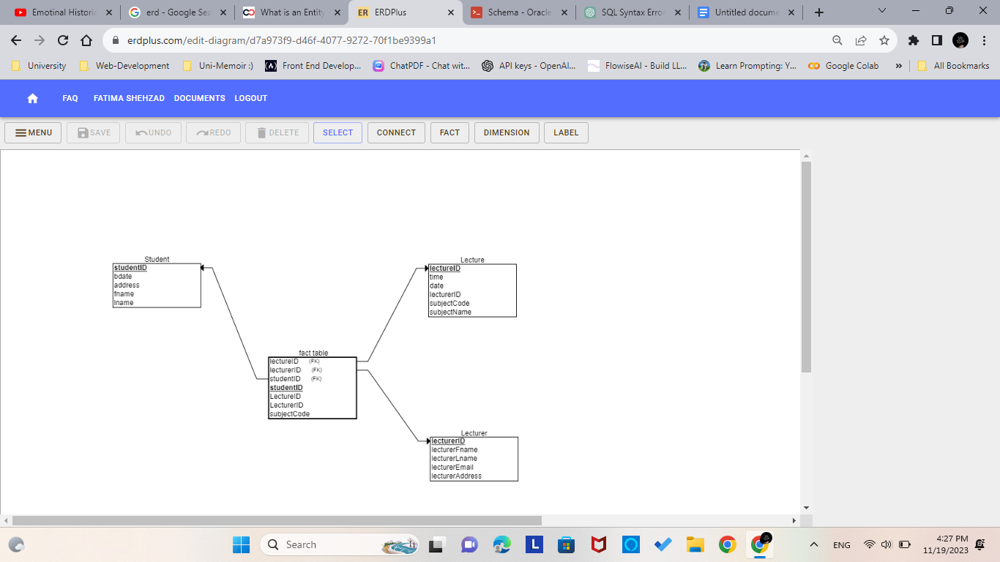 Emotinal Historic
erd - Google Sea
What is an Entity
ERDPlus
Schema - Oracle
SQL Syntax Error
Untitled docume
erdplus.com/edit-diagram/d7a973f9-d46f-4077-9272-70f1be9399a1
University
Web-Development
Uni-Memoir :)
Front End Develop...
ChatPDF - Chat wit...
API keys - OpenAI...
FlowiseAI - Build LL...
Learn Prompting: Y...
Google Colab
»
All Bookmarks
FAQ
FATIMA SHEHZAD
DOCUMENTS
LOGOUT
MENU
SAVE
UNDO
REDO
DELETE
SELECT
CONNECT
FACT
DIMENSION
LABEL
Student
studentID
bdate
address
fname
lname
Lecture
lectureID
time
date
lecturerID
subjectCode
subjectName
fact table
lectureID (FK)
lecturerID (FK)
studentID (FK)
studentID
LectureID
LecturerID
subjectCode
Lecturer
lecturerID
lecturerFname
lecturerLname
lecturerEmail
lecturerAddress
Search
ENG
4:27 PM
11/19/2023